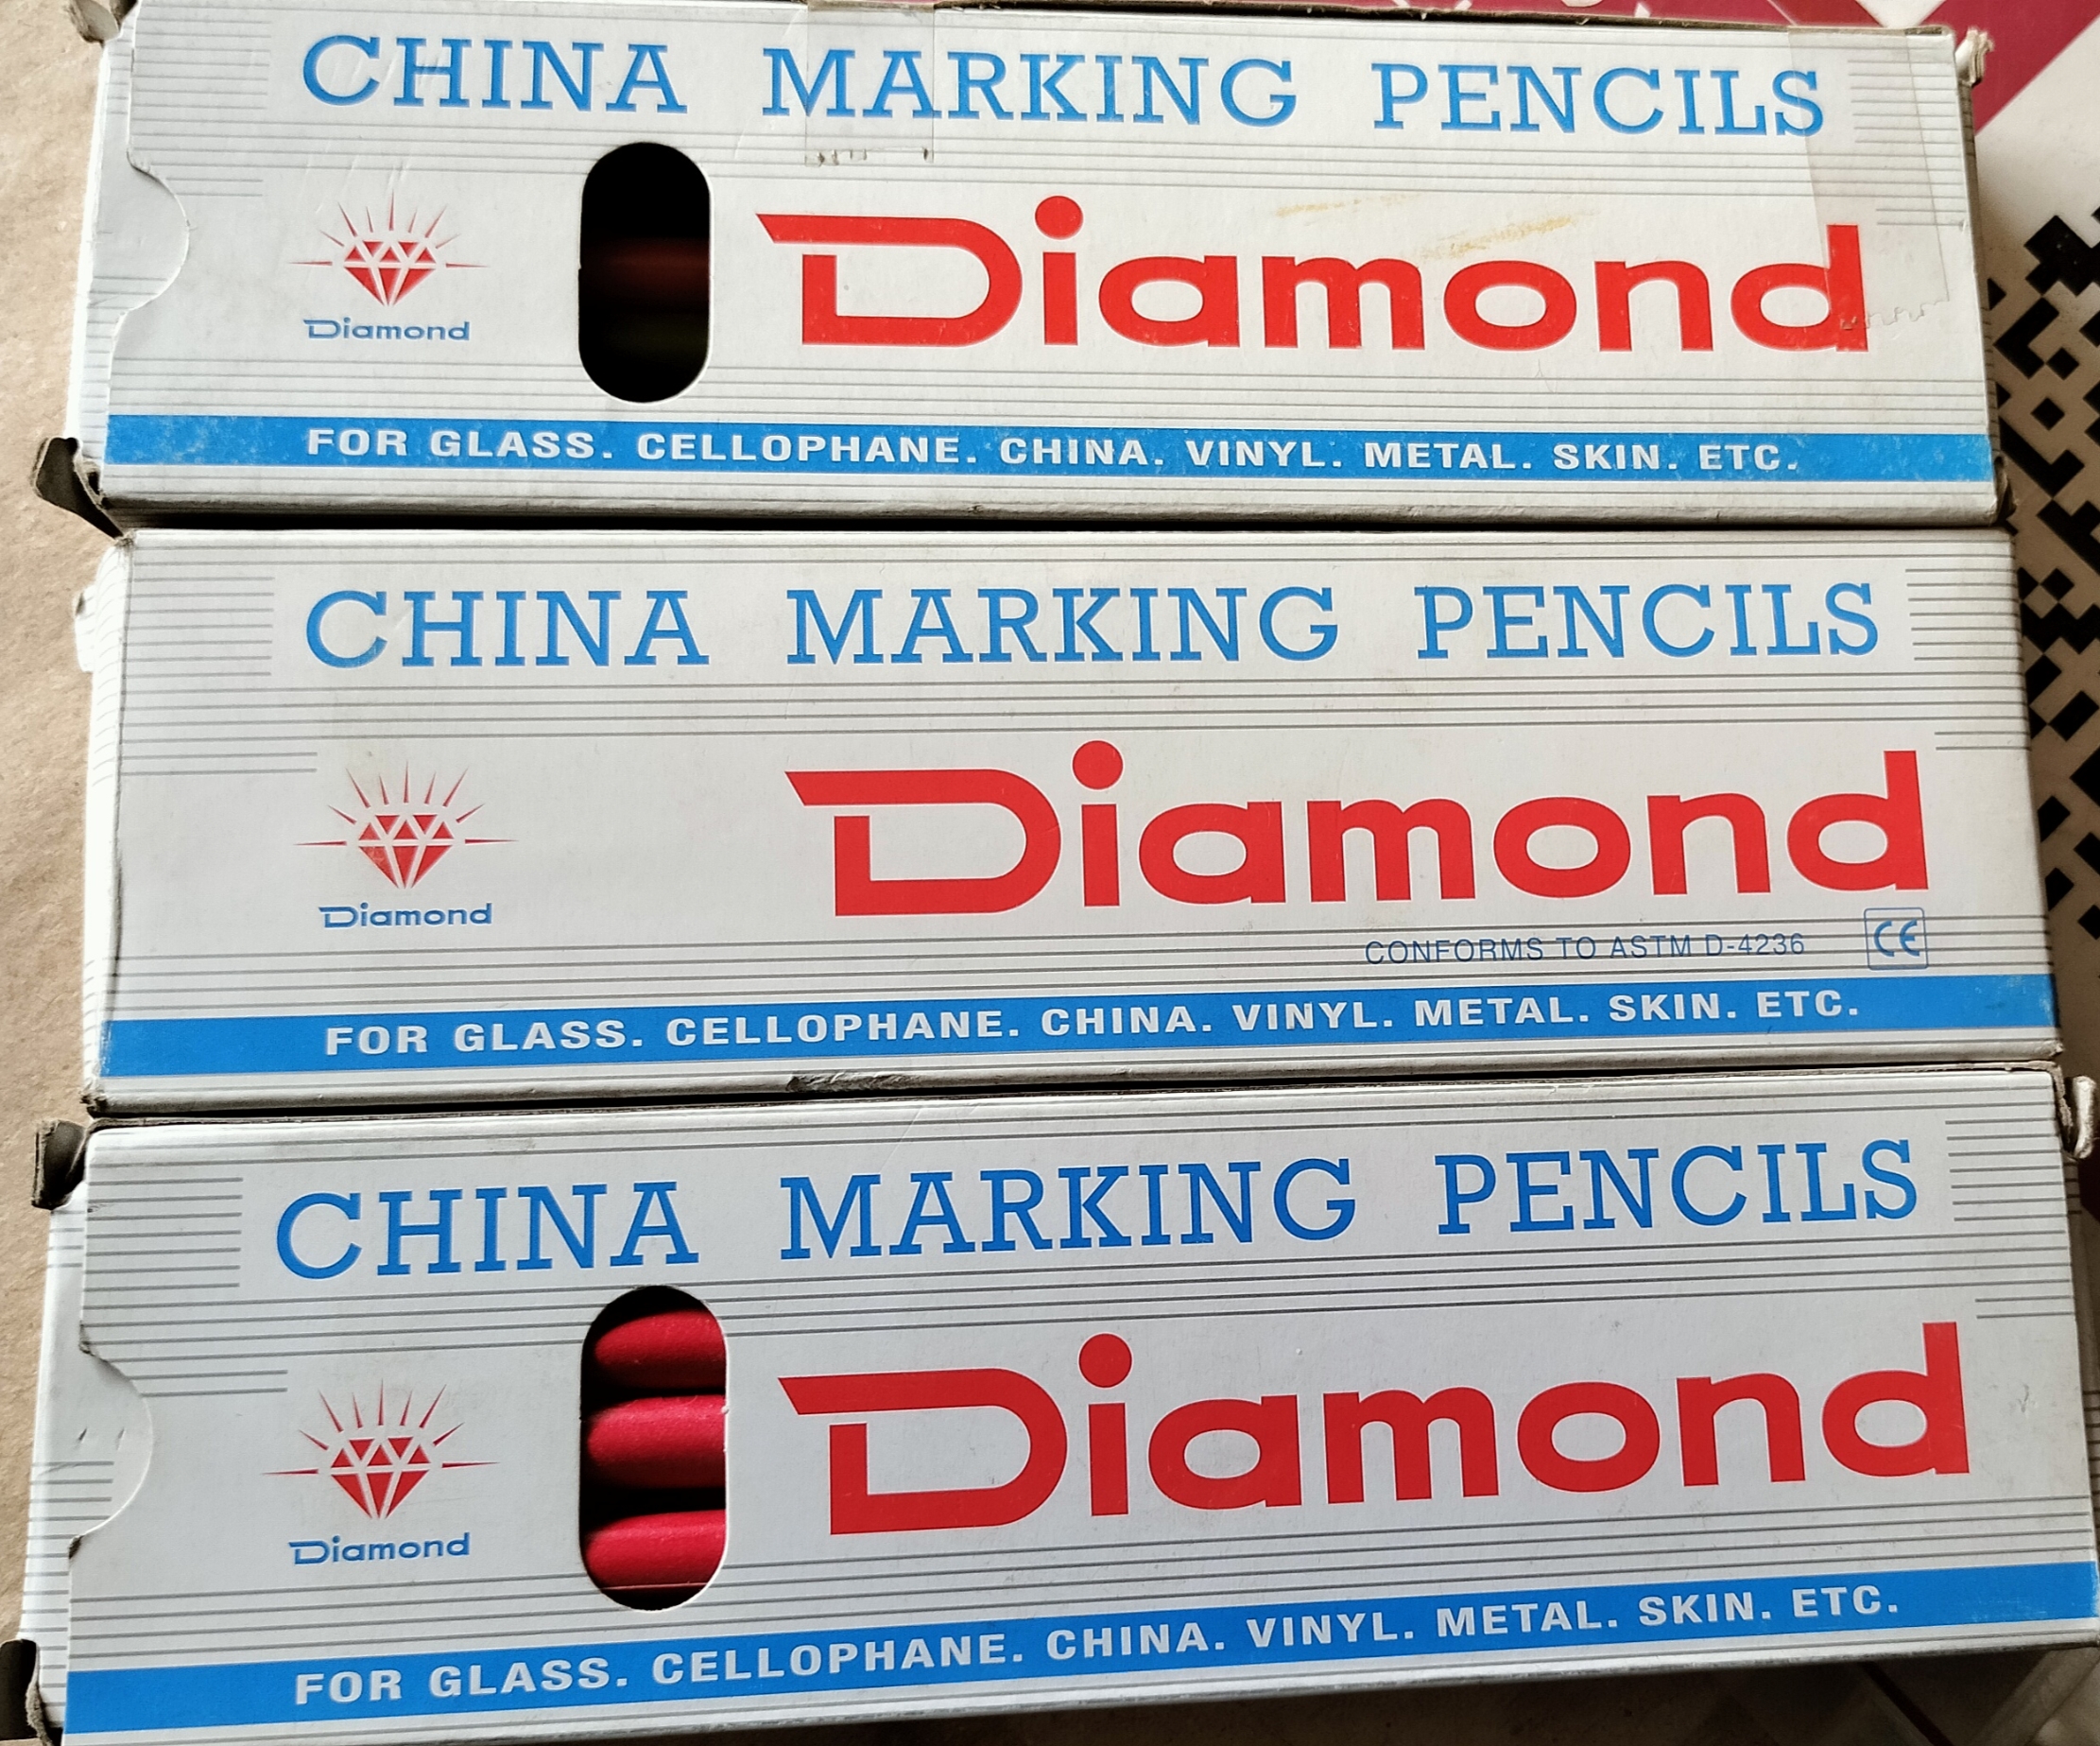 CHINA MARKING PENCILS
Diamond
Diamond
FOR GLASS. CELLOPHANE. CHINA. VINYL. METAL. SKIN. ETC.
CHINA MARKING PENCILS
Diamond
Diamond
CONFORMS TO ASTM D-4236 CE
FOR GLASS. CELLOPHANE. CHINA. VINYL. METAL. SKIN. ETC.
CHINA MARKING PENCILS
Diamond
Diamond
FOR GLASS. CELLOPHANE. CHINA. VINYL. METAL. SKIN. ETC.